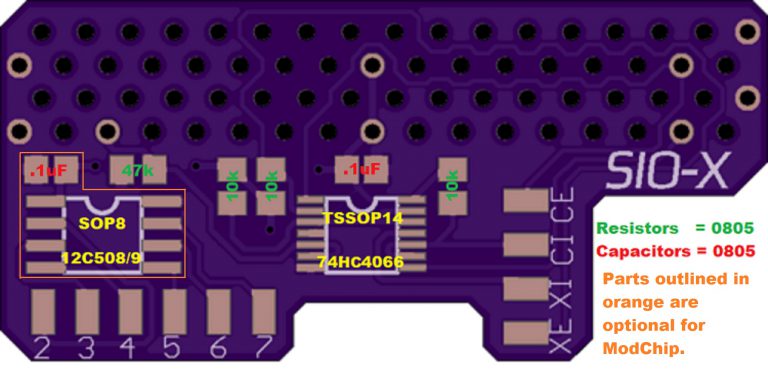 .1uF
47k
10k
10k
.1uF
10k
SIO-X
SOP8
12C508/9
TSSOP14
74HC4066
XE XI CI CE
2 3 4 5 6 7
Resistors = 0805
Capacitors = 0805
Parts outlined in
orange are
optional for
ModChip.